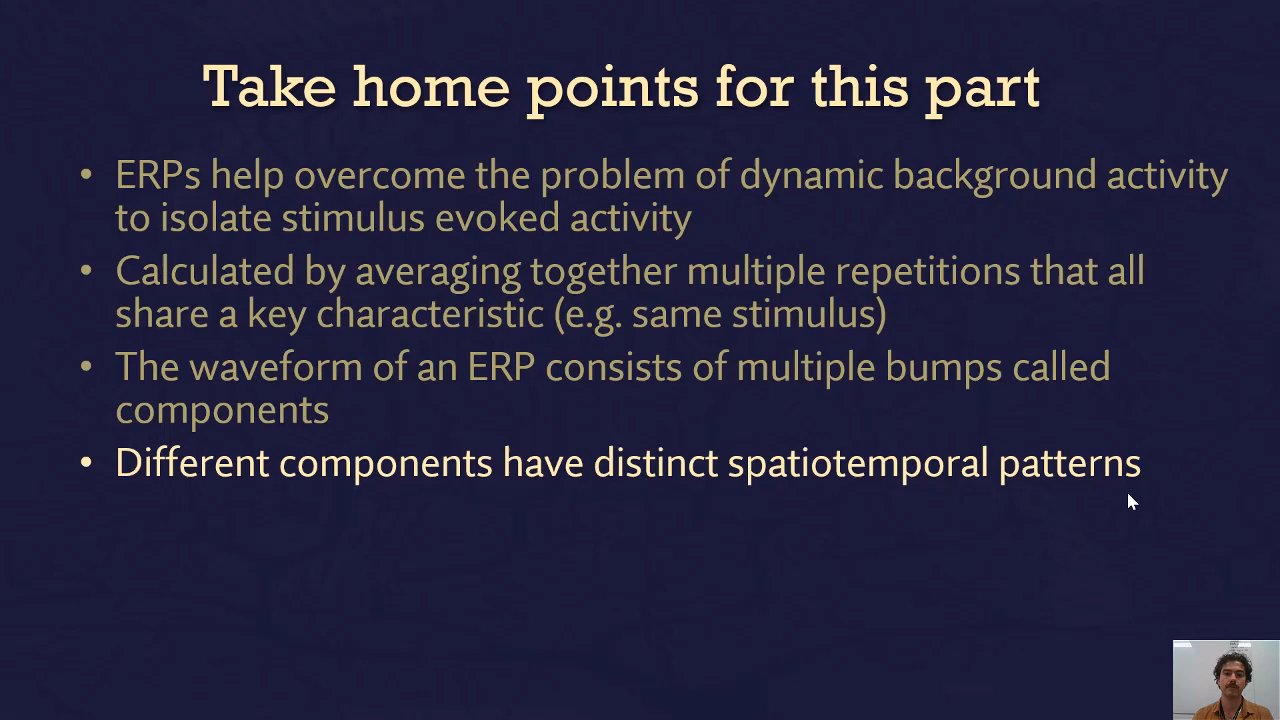 Take home points for this part
• ERPs help overcome the problem of dynamic background activity
to isolate stimulus evoked activity
• Calculated by averaging together multiple repetitions that all
share a key characteristic (e.g. same stimulus)
• The waveform of an ERP consists of multiple bumps called
components
• Different components have distinct spatiotemporal patterns